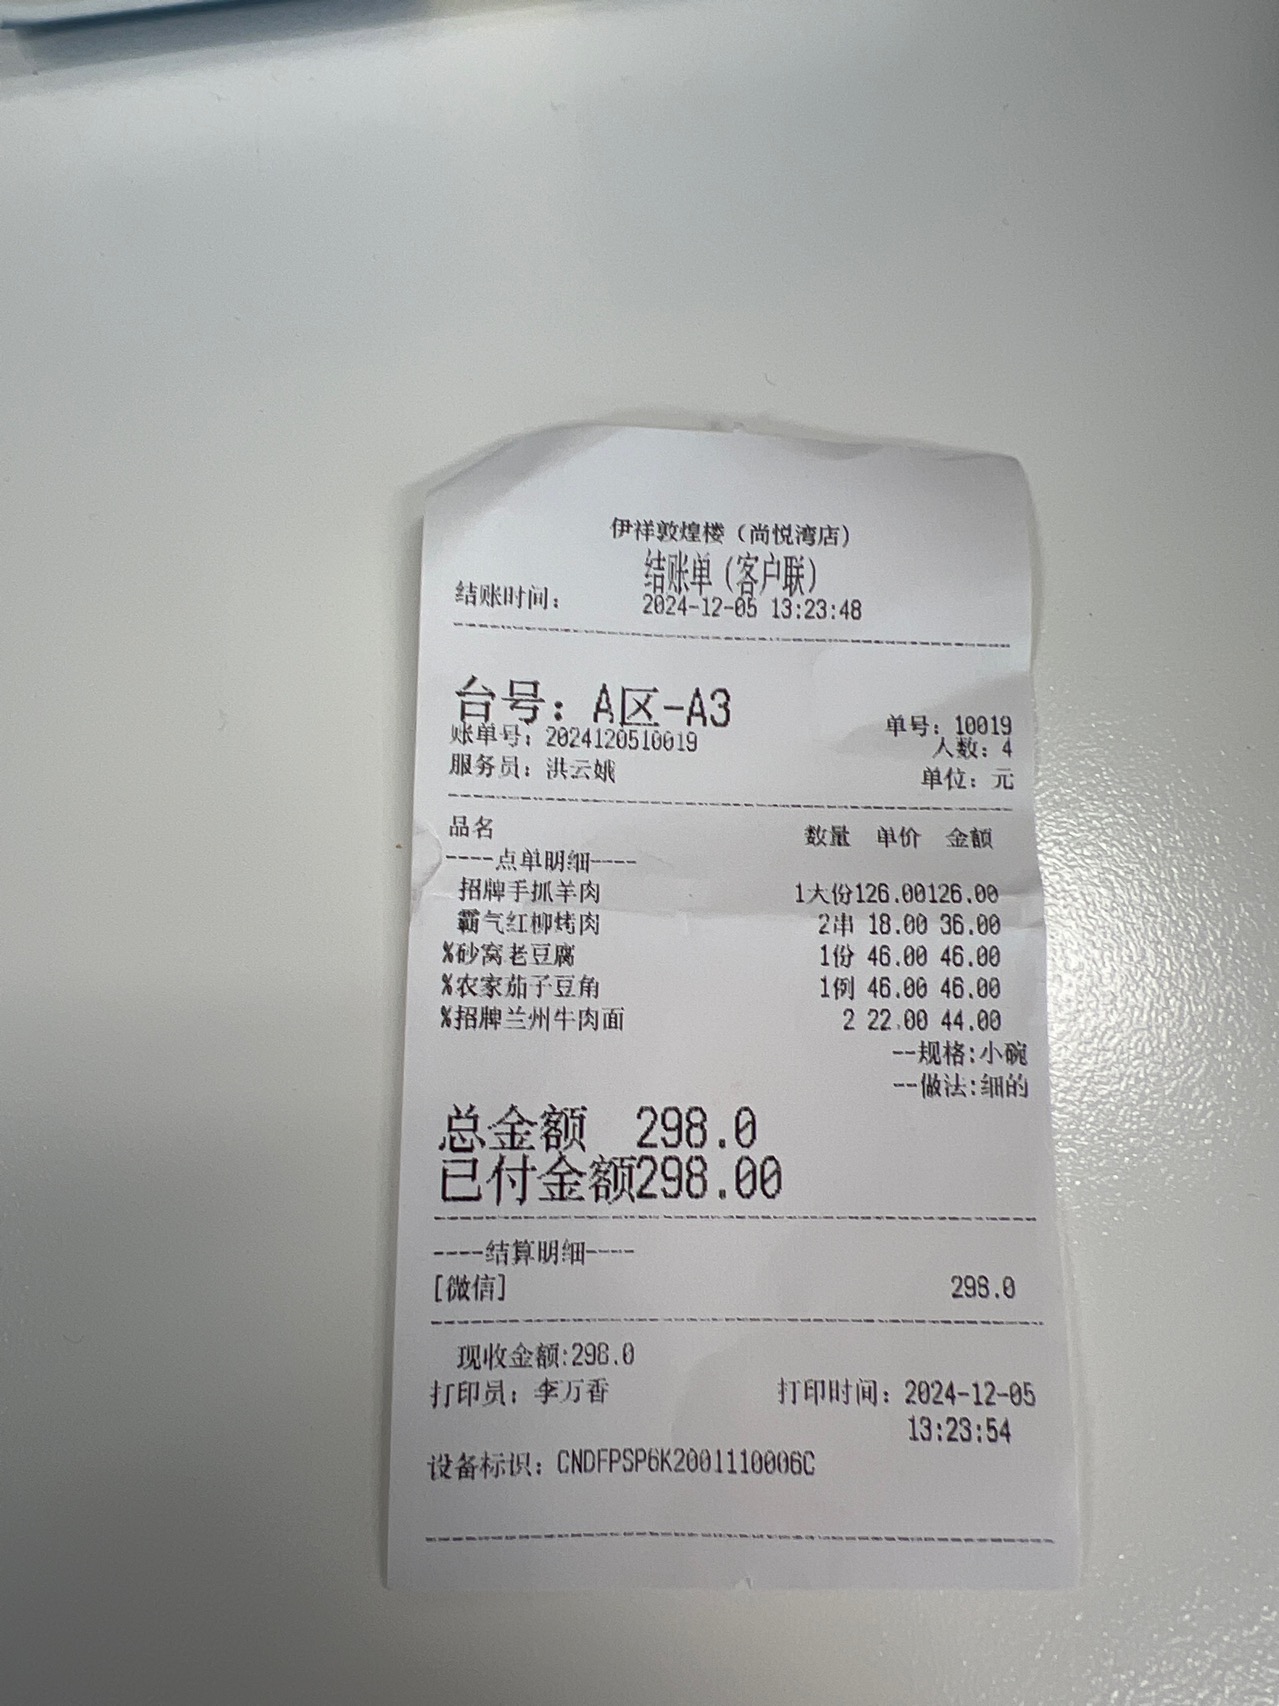 伊祥敦煌楼（尚悦湾店）
结账单（客户联）
结账时间： 2024-12-05 13:23:48
台号：A区-A3
单号：10019
账单号：2024120510019
人数：4
服务员：洪云娥 单位：元
品名 数量 单价 金额
----点单明细----
招牌手抓羊肉 1大份126.00126.00
霸气红柳烤肉 2串 18.00 36.00
%砂窝老豆腐 1份 46.00 46.00
%农家茄子豆角 1例 46.00 46.00
%招牌兰州牛肉面 2 22.00 44.00
--规格:小碗
--做法:细的
总金额 298.0
已付金额298.00
----结算明细----
[微信] 298.0
现收金额:298.0
打印员：李万香 打印时间：2024-12-05
13:23:54
设备标识：CNDFPSP6K2001110006C